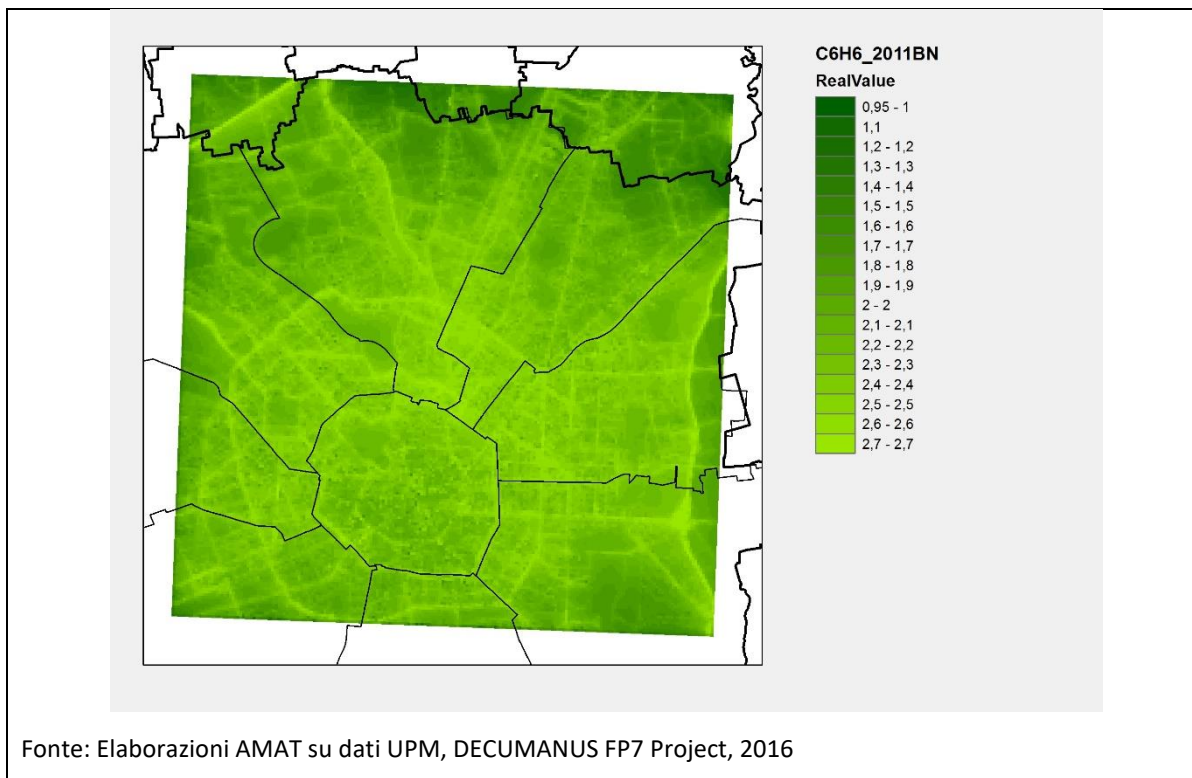 C6H6_2011BN
RealValue
0,95 - 1
1,1
1,2 - 1,2
1,3 - 1,3
1,4 - 1,4
1,5 - 1,5
1,6 - 1,6
1,7 - 1,7
1,8 - 1,8
1,9 - 1,9
2 - 2
2,1 - 2,1
2,2 - 2,2
2,3 - 2,3
2,4 - 2,4
2,5 - 2,5
2,6 - 2,6
2,7 - 2,7
Fonte: Elaborazioni AMAT su dati UPM, DECUMANUS FP7 Project, 2016